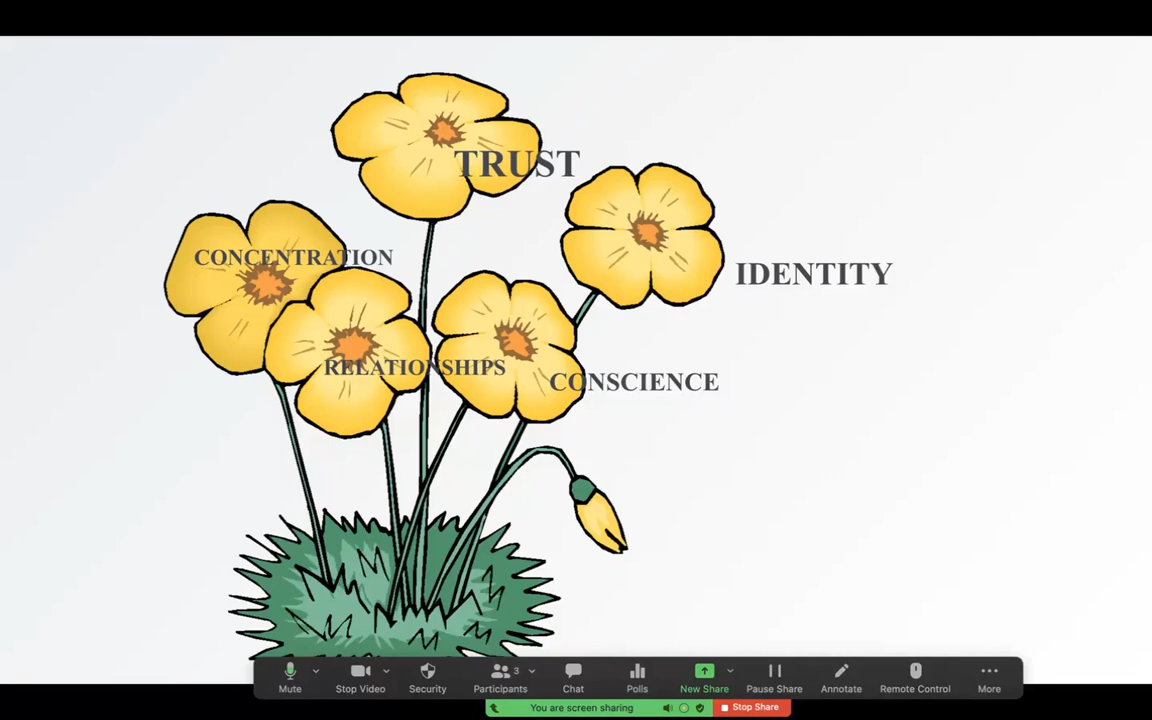 TRUST
CONCENTRATION
IDENTITY
RELATIONSHIPS
CONSCIENCE
3
Mute
Stop Video
Security
Participants
Chat
Polls
New Share
Pause Share
Annotate
Remote Control
More
You are screen sharing
Stop Share